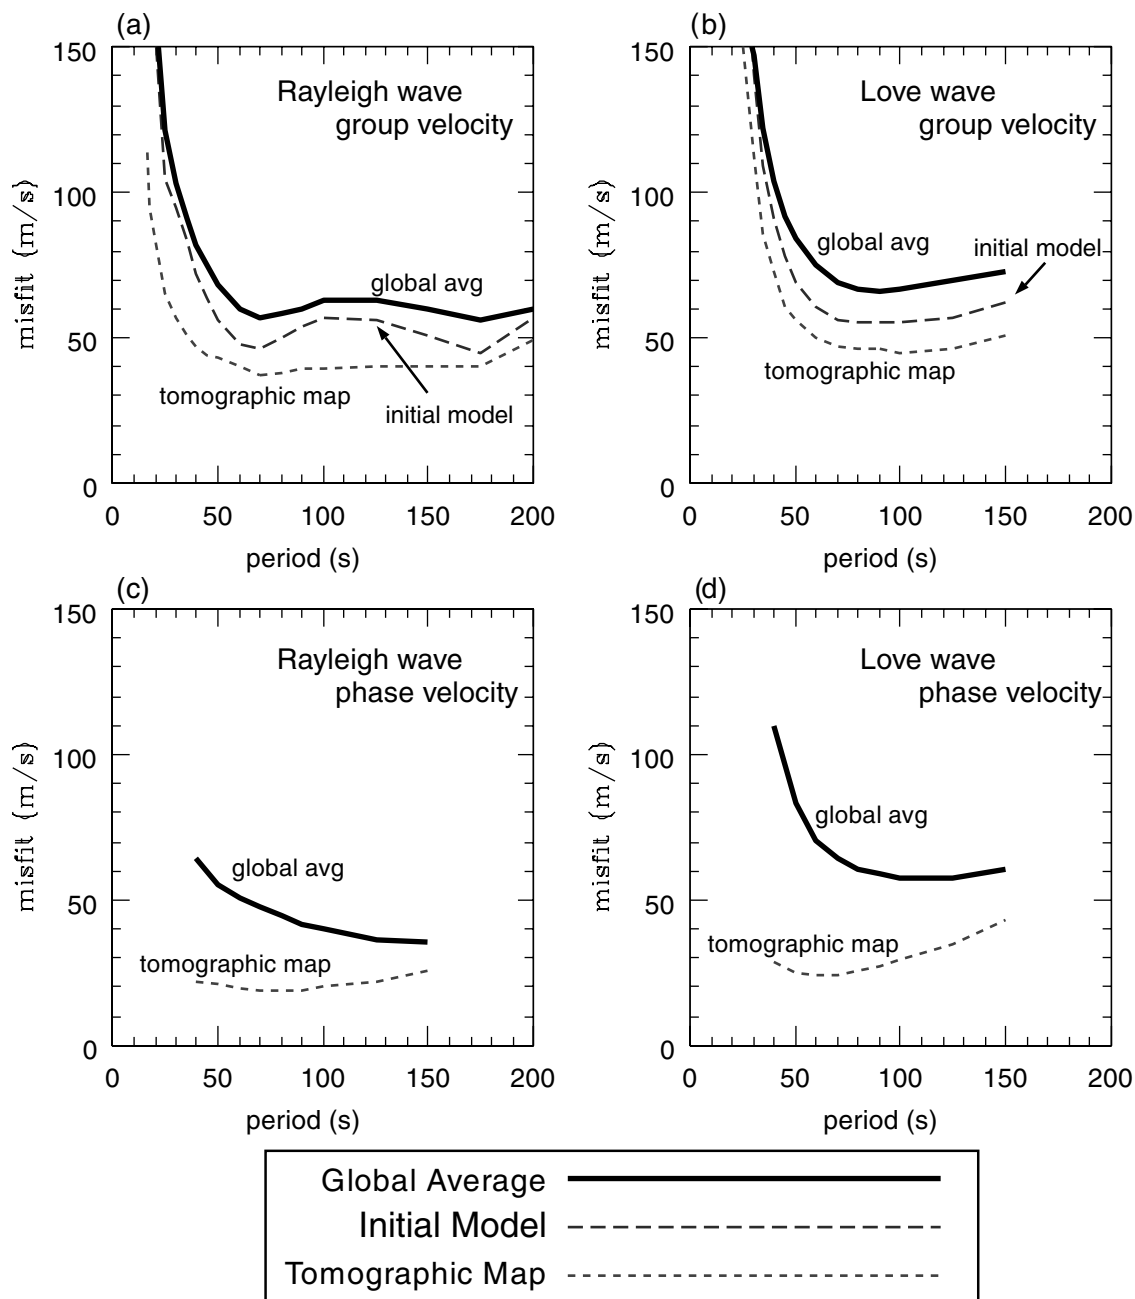 (a)
150
100
50
0
misfit (m/s)
Rayleigh wave
group velocity
global avg
tomographic map
initial model
0 50 100 150 200
period (s)
(b)
150
100
50
0
misfit (m/s)
Love wave
group velocity
global avg
initial model
tomographic map
0 50 100 150 200
period (s)
(c)
150
100
50
0
misfit (m/s)
Rayleigh wave
phase velocity
global avg
tomographic map
0 50 100 150 200
period (s)
(d)
150
100
50
0
misfit (m/s)
Love wave
phase velocity
global avg
tomographic map
0 50 100 150 200
period (s)
Global Average
Initial Model
Tomographic Map